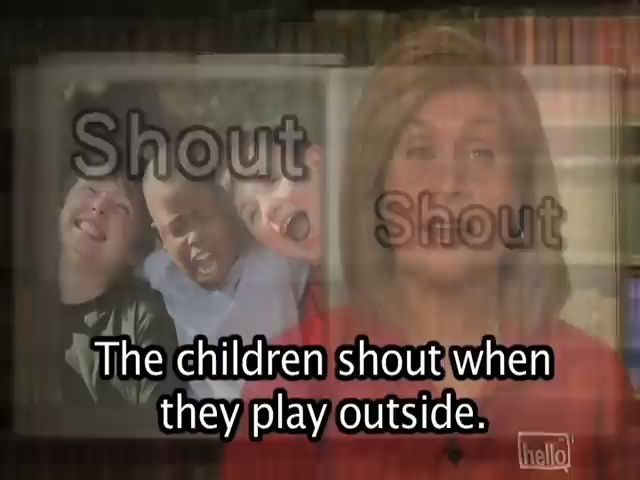 Shout
Shout
The children shout when
they play outside.
hello